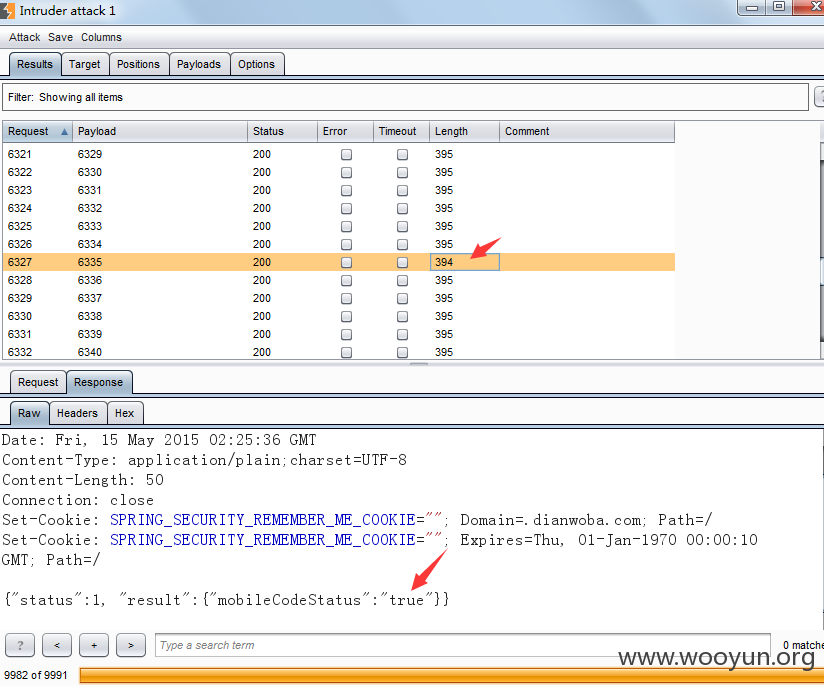 Intruder attack 1
Attack Save Columns
Results Target Positions Payloads Options
Filter: Showing all items
Request Payload Status Error Timeout Length Comment
6321 6329 200 395
6322 6330 200 395
6323 6331 200 395
6324 6332 200 395
6325 6333 200 395
6326 6334 200 395
6327 6335 200 394
6328 6336 200 395
6329 6337 200 395
6330 6338 200 395
6331 6339 200 395
6332 6340 200 395
Request Response
Raw Headers Hex
Date: Fri, 15 May 2015 02:25:36 GMT
Content-Type: application/plain;charset=UTF-8
Content-Length: 50
Connection: close
Set-Cookie: SPRING_SECURITY_REMEMBER_ME_COOKIE=""; Domain=.dianwoba.com; Path=/
Set-Cookie: SPRING_SECURITY_REMEMBER_ME_COOKIE=""; Expires=Thu, 01-Jan-1970 00:00:10
GMT; Path=/
{"status":1, "result":{"mobileCodeStatus":"true"}}
? < + > Type a search term 0 matche
www.wooyun.org
9982 of 9991